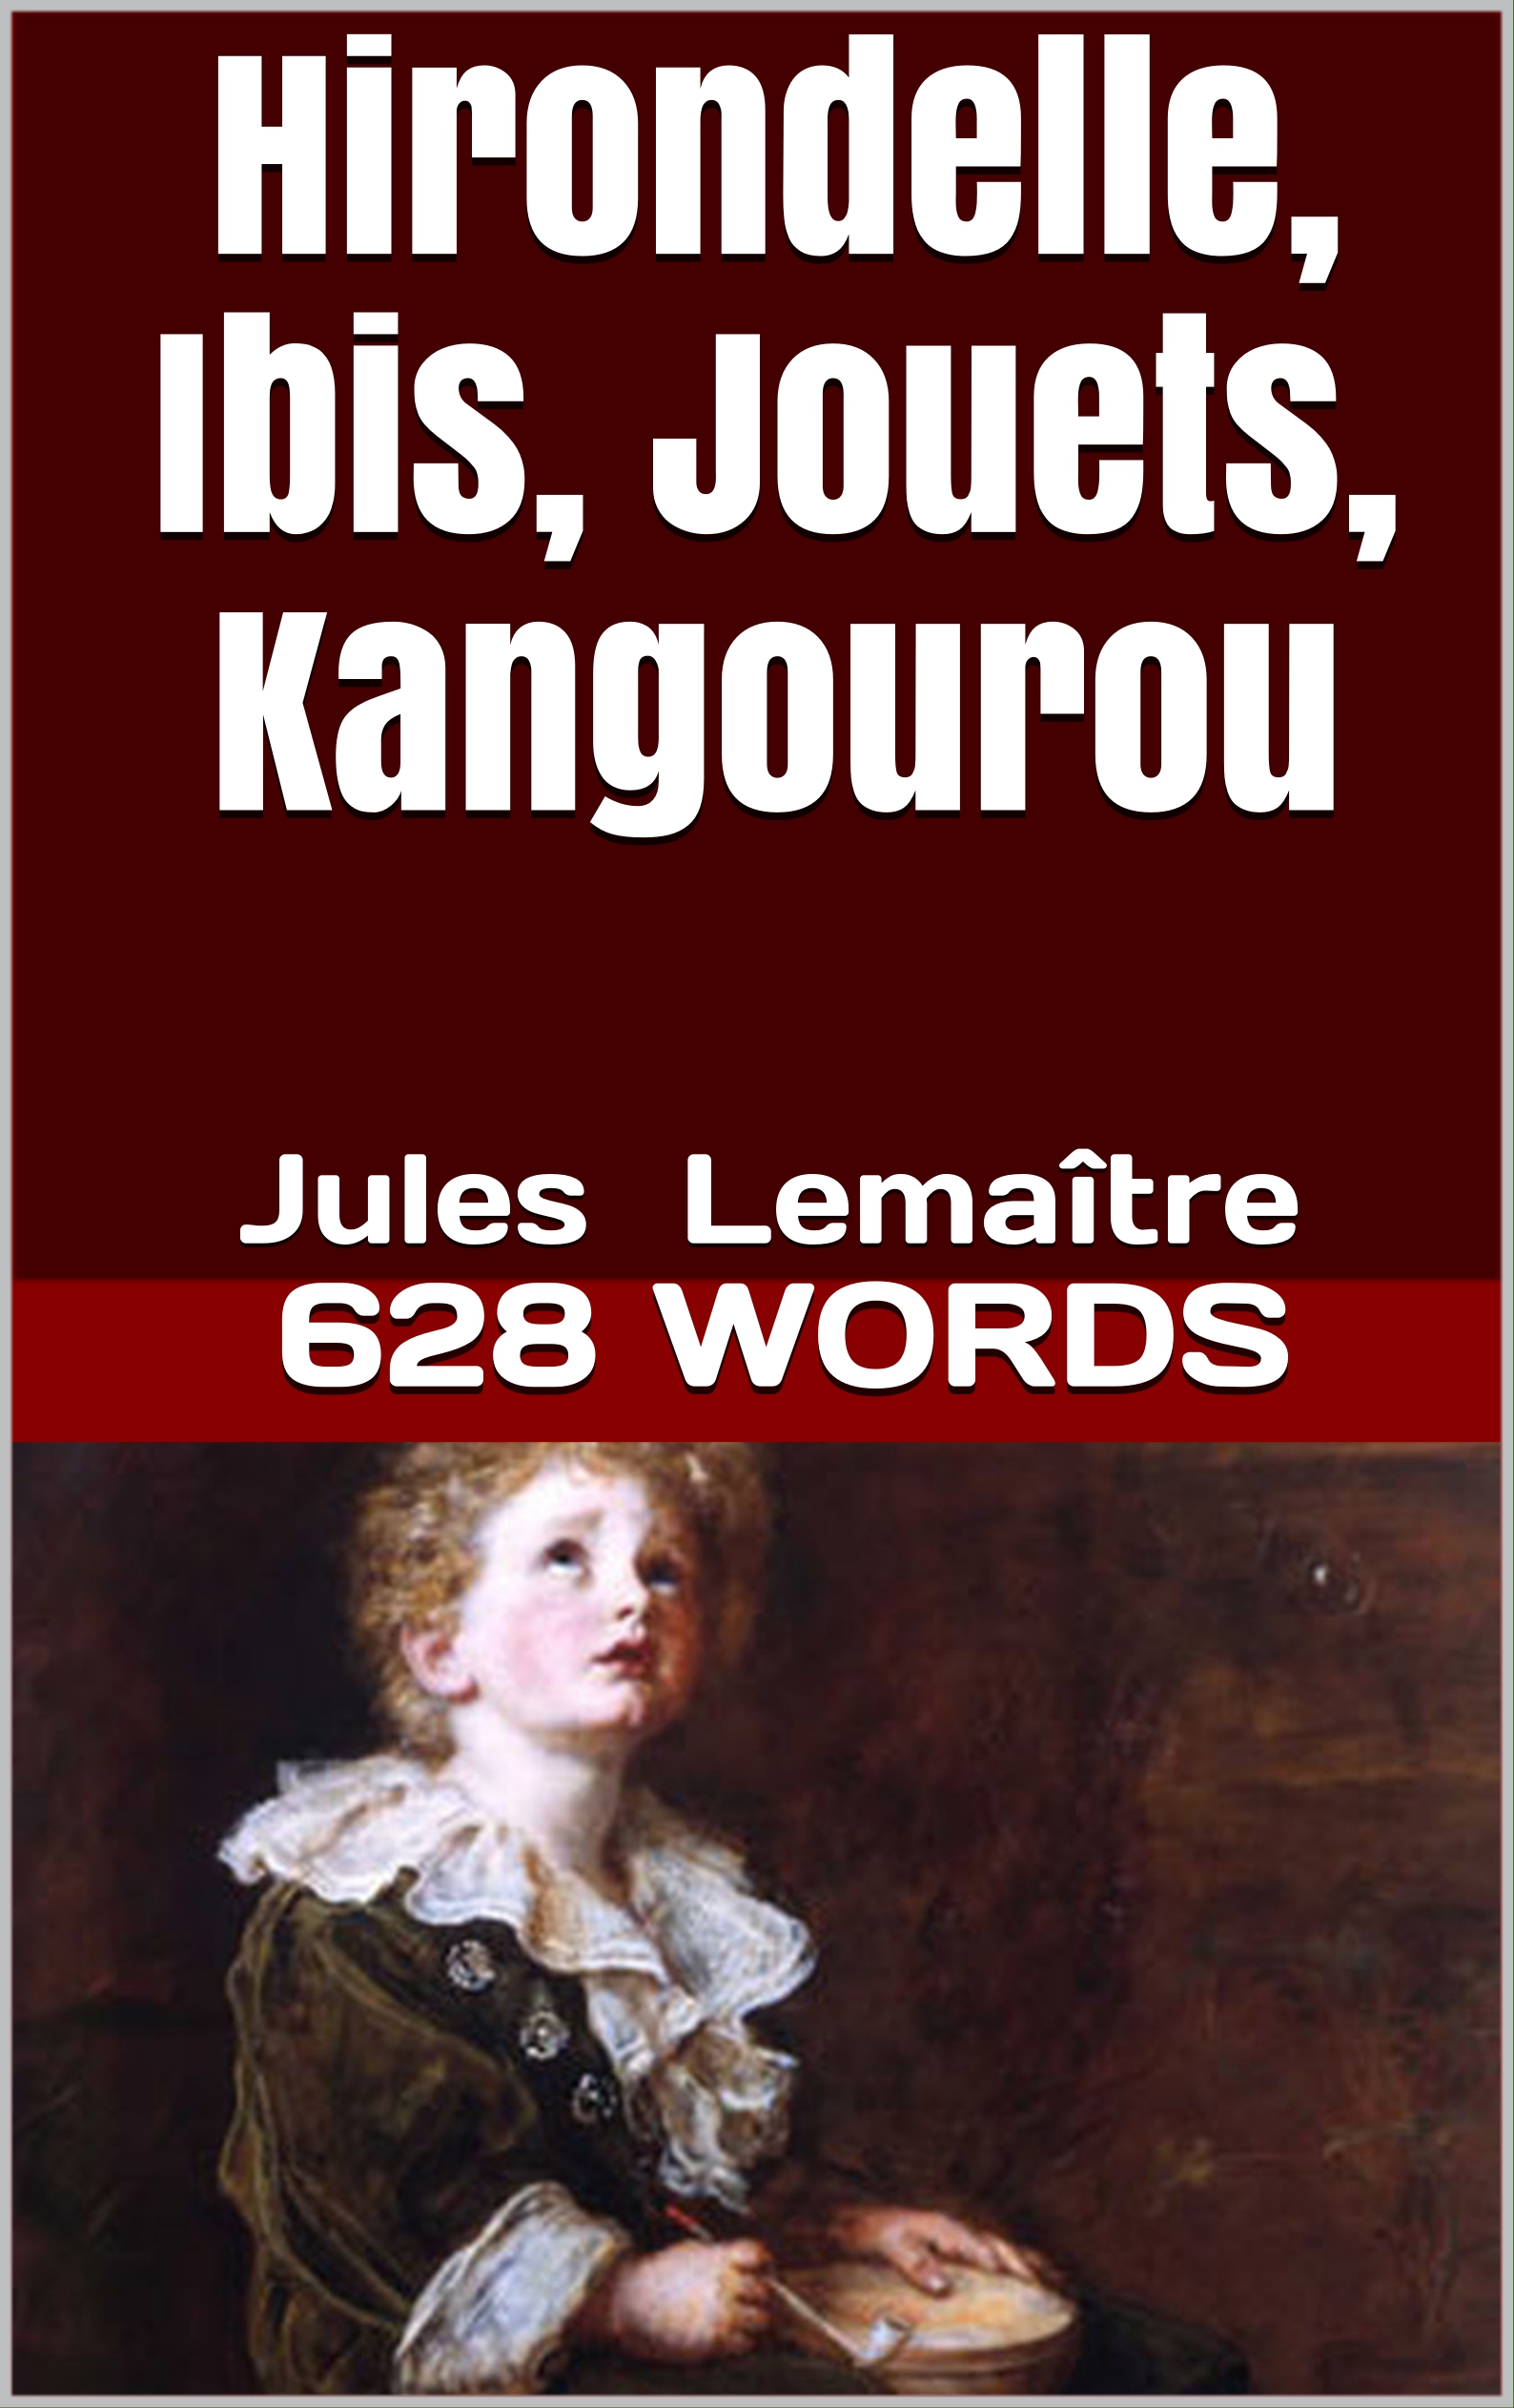 Hirondelle,
Ibis, Jouets,
Kangourou
Jules Lemaître
628 WORDS